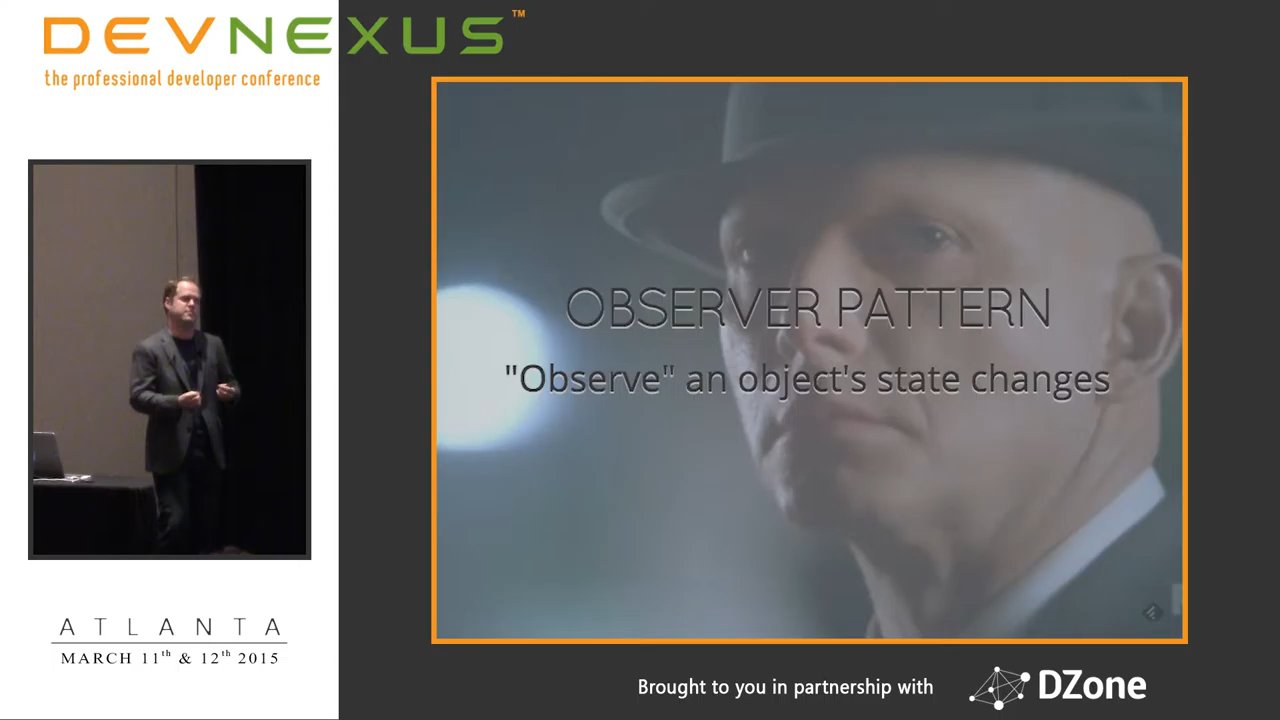 DEVNEXUS™
the professional developer conference
OBSERVER PATTERN
"Observe" an object's state changes
ATLANTA
MARCH 11th & 12th 2015
Brought to you in partnership with
DZone